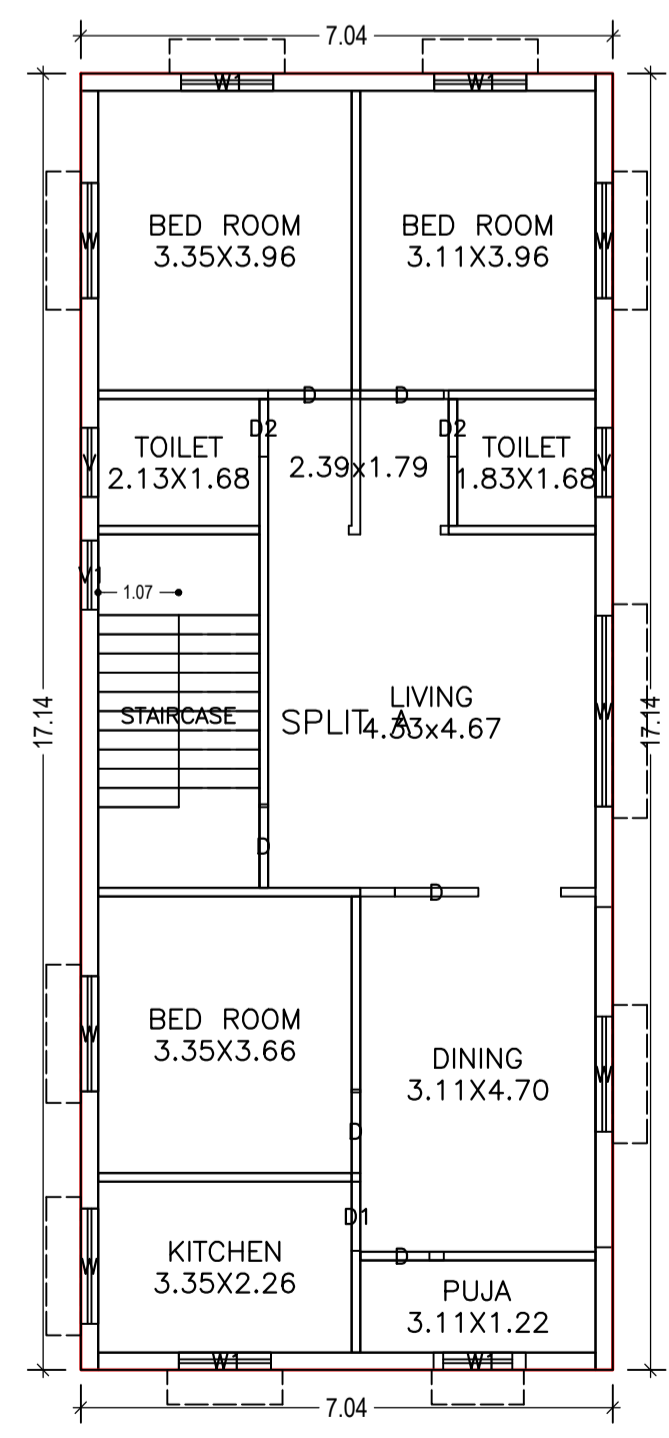 7.04
W1 W1
BED ROOM
3.35X3.96
BED ROOM
3.11X3.96
W W
D D
D2 D2
TOILET
2.13X1.68
2.39x1.79
TOILET
1.83X1.68
V V
V1
1.07
STAIRCASE
SPLIT A
LIVING
4.33x4.67
W
17.14
17.14
D
D
BED ROOM
3.35X3.66
W
DINING
3.11X4.70
W
D
D1
KITCHEN
3.35X2.26
W
D
PUJA
3.11X1.22
W1 W1
7.04